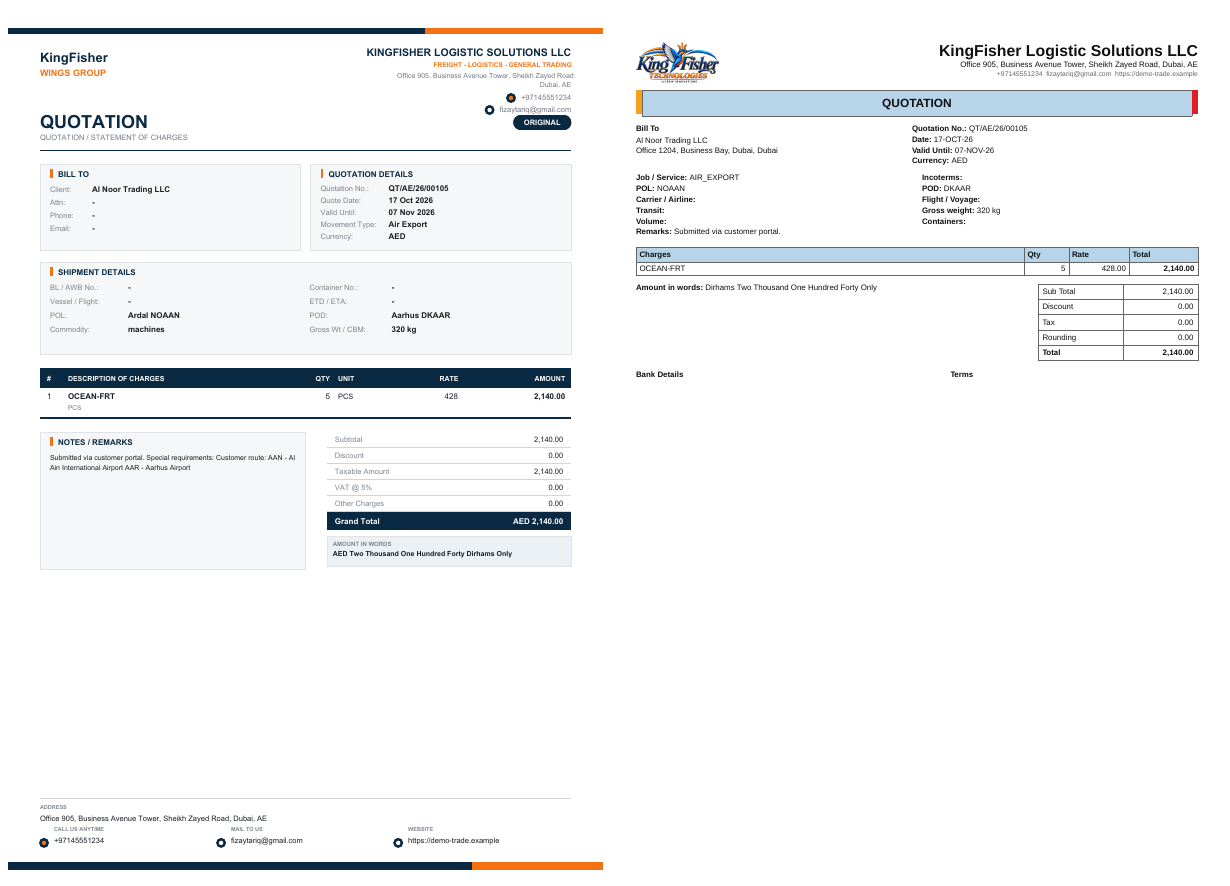 KingFisher
WINGS GROUP
KINGFISHER LOGISTIC SOLUTIONS LLC
FREIGHT - LOGISTICS - GENERAL TRADING
Office 905, Business Avenue Tower, Sheikh Zayed Road
Dubai, AE
+97145551234
fizaytariq@gmail.com
QUOTATION
ORIGINAL
QUOTATION / STATEMENT OF CHARGES
BILL TO
Client: Al Noor Trading LLC
Attn: -
Phone: -
Email: -
QUOTATION DETAILS
Quotation No.: QT/AE/26/00105
Quote Date: 17 Oct 2026
Valid Until: 07 Nov 2026
Movement Type: Air Export
Currency: AED
SHIPMENT DETAILS
BL / AWB No.: - Container No.: -
Vessel / Flight: - ETD / ETA: -
POL: Ardal NOAAN POD: Aarhus DKAAR
Commodity: machines Gross Wt / CBM: 320 kg
# DESCRIPTION OF CHARGES QTY UNIT RATE AMOUNT
1 OCEAN-FRT 5 PCS 428 2,140.00
PCS
NOTES / REMARKS
Submitted via customer portal. Special requirements: Customer route: AAN - Al
Ain International Airport AAR - Aarhus Airport
Subtotal 2,140.00
Discount 0.00
Taxable Amount 2,140.00
VAT @ 5% 0.00
Other Charges 0.00
Grand Total AED 2,140.00
AMOUNT IN WORDS
AED Two Thousand One Hundred Forty Dirhams Only
ADDRESS
Office 905, Business Avenue Tower, Sheikh Zayed Road, Dubai, AE
CALL US ANYTIME MAIL TO US WEBSITE
+97145551234 fizaytariq@gmail.com https://demo-trade.example
King Fisher
TECHNOLOGIES
KingFisher Logistic Solutions LLC
Office 905, Business Avenue Tower, Sheikh Zayed Road, Dubai, AE
+97145551234 fizaytariq@gmail.com https://demo-trade.example
QUOTATION
Bill To
Al Noor Trading LLC
Office 1204, Business Bay, Dubai, Dubai
Quotation No.: QT/AE/26/00105
Date: 17-OCT-26
Valid Until: 07-NOV-26
Currency: AED
Job / Service: AIR_EXPORT Incoterms:
POL: NOAAN POD: DKAAR
Carrier / Airline: Flight / Voyage:
Transit: Gross weight: 320 kg
Volume: Containers:
Remarks: Submitted via customer portal.
Charges Qty Rate Total
OCEAN-FRT 5 428.00 2,140.00
Amount in words: Dirhams Two Thousand One Hundred Forty Only
Sub Total 2,140.00
Discount 0.00
Tax 0.00
Rounding 0.00
Total 2,140.00
Bank Details Terms